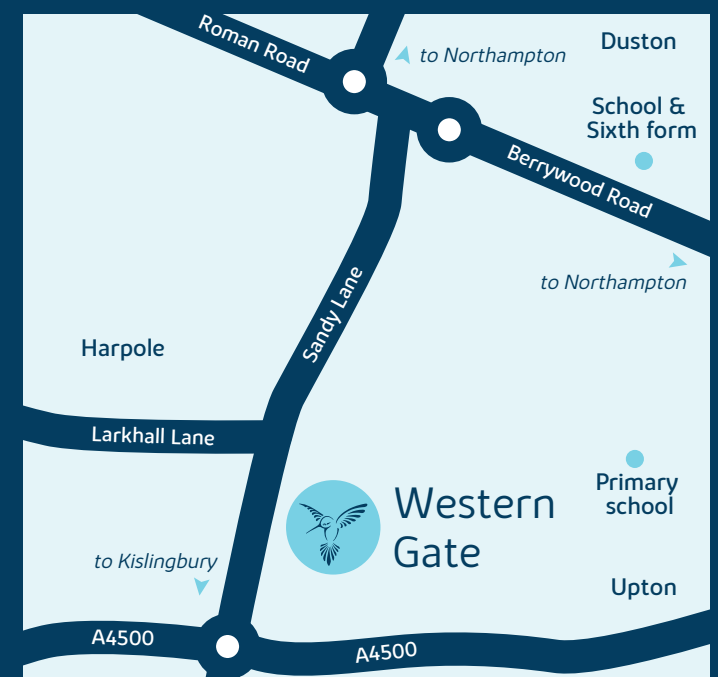 Roman Road
to Northampton
Duston
School &
Sixth form
Berrywood Road
to Northampton
Sandy Lane
Harpole
Larkhall Lane
Western
Gate
Primary
school
to Kislingbury
Upton
A4500
A4500